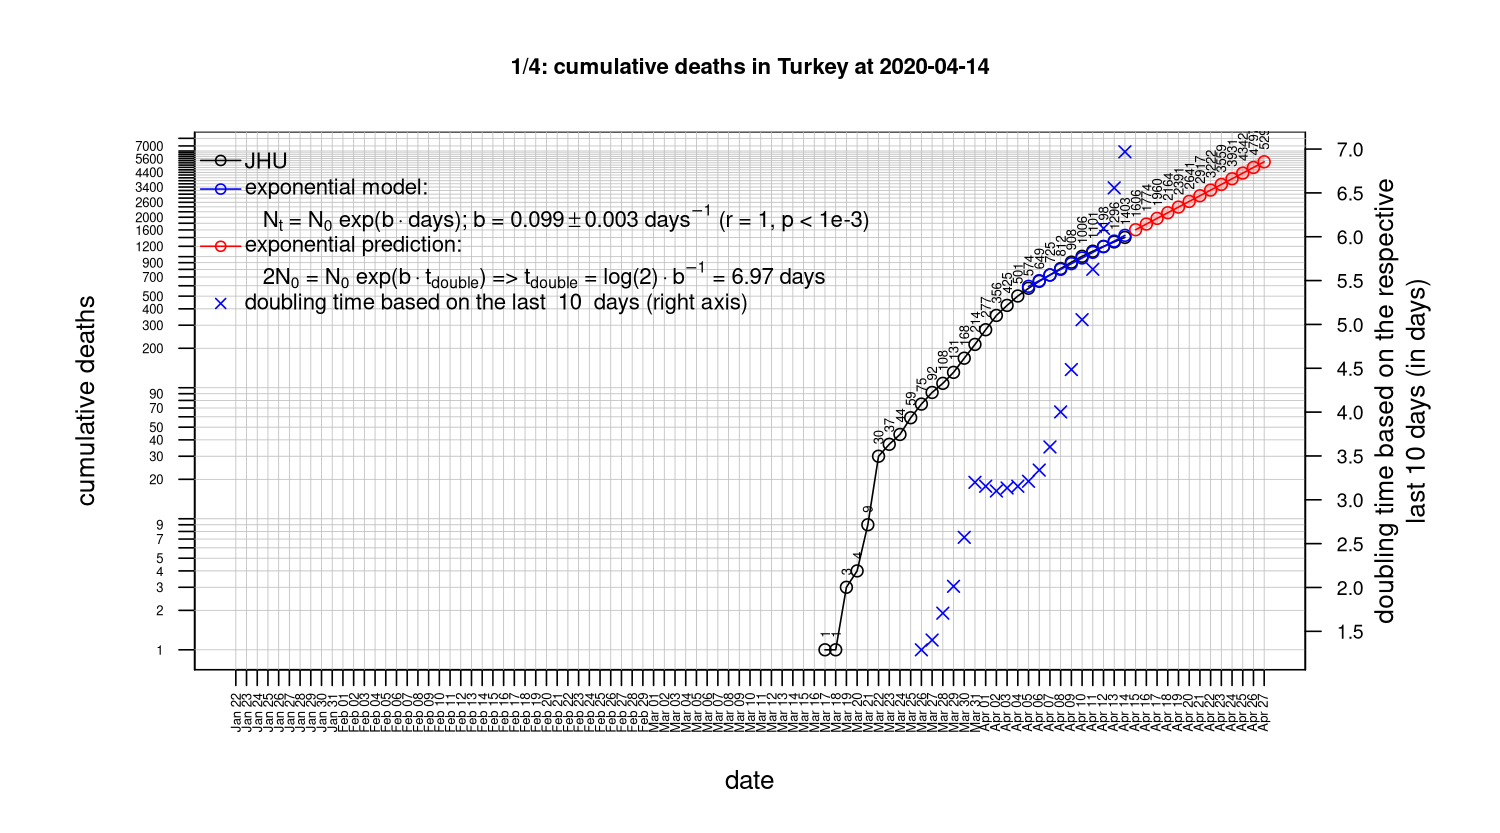 1/4: cumulative deaths in Turkey at 2020-04-14
JHU
exponential model:
Nt = N0 exp(b · days); b = 0.099 ± 0.003 days−1 (r = 1, p < 1e-3)
exponential prediction:
2N0 = N0 exp(b · tdouble) => tdouble = log(2) · b−1 = 6.97 days
doubling time based on the last 10 days (right axis)
cumulative deaths
7000
5600
4400
3400
2600
2000
1600
1200
900
700
500
400
300
200
90
70
50
40
30
20
9
7
5
4
3
2
1
1
1
3
4
9
30
37
44
59
75
92
108
131
168
214
277
356
425
501
574
649
725
812
908
1006
1101
1198
1296
1403
1606
1774
1960
2164
2391
2641
2917
3222
3559
3931
4342
479
529
7.0
6.5
6.0
5.5
5.0
4.5
4.0
3.5
3.0
2.5
2.0
1.5
doubling time based on the respective
last 10 days (in days)
Jan 22
Jan 23
Jan 24
Jan 25
Jan 26
Jan 27
Jan 28
Jan 29
Jan 30
Jan 31
Feb 01
Feb 02
Feb 03
Feb 04
Feb 05
Feb 06
Feb 07
Feb 08
Feb 09
Feb 10
Feb 11
Feb 12
Feb 13
Feb 14
Feb 15
Feb 16
Feb 17
Feb 18
Feb 19
Feb 20
Feb 21
Feb 22
Feb 23
Feb 24
Feb 25
Feb 26
Feb 27
Feb 28
Feb 29
Mar 01
Mar 02
Mar 03
Mar 04
Mar 05
Mar 06
Mar 07
Mar 08
Mar 09
Mar 10
Mar 11
Mar 12
Mar 13
Mar 14
Mar 15
Mar 16
Mar 17
Mar 18
Mar 19
Mar 20
Mar 21
Mar 22
Mar 23
Mar 24
Mar 25
Mar 26
Mar 27
Mar 28
Mar 29
Mar 30
Mar 31
Apr 01
Apr 02
Apr 03
Apr 04
Apr 05
Apr 06
Apr 07
Apr 08
Apr 09
Apr 10
Apr 11
Apr 12
Apr 13
Apr 14
Apr 15
Apr 16
Apr 17
Apr 18
Apr 19
Apr 20
Apr 21
Apr 22
Apr 23
Apr 24
Apr 25
Apr 26
Apr 27
date